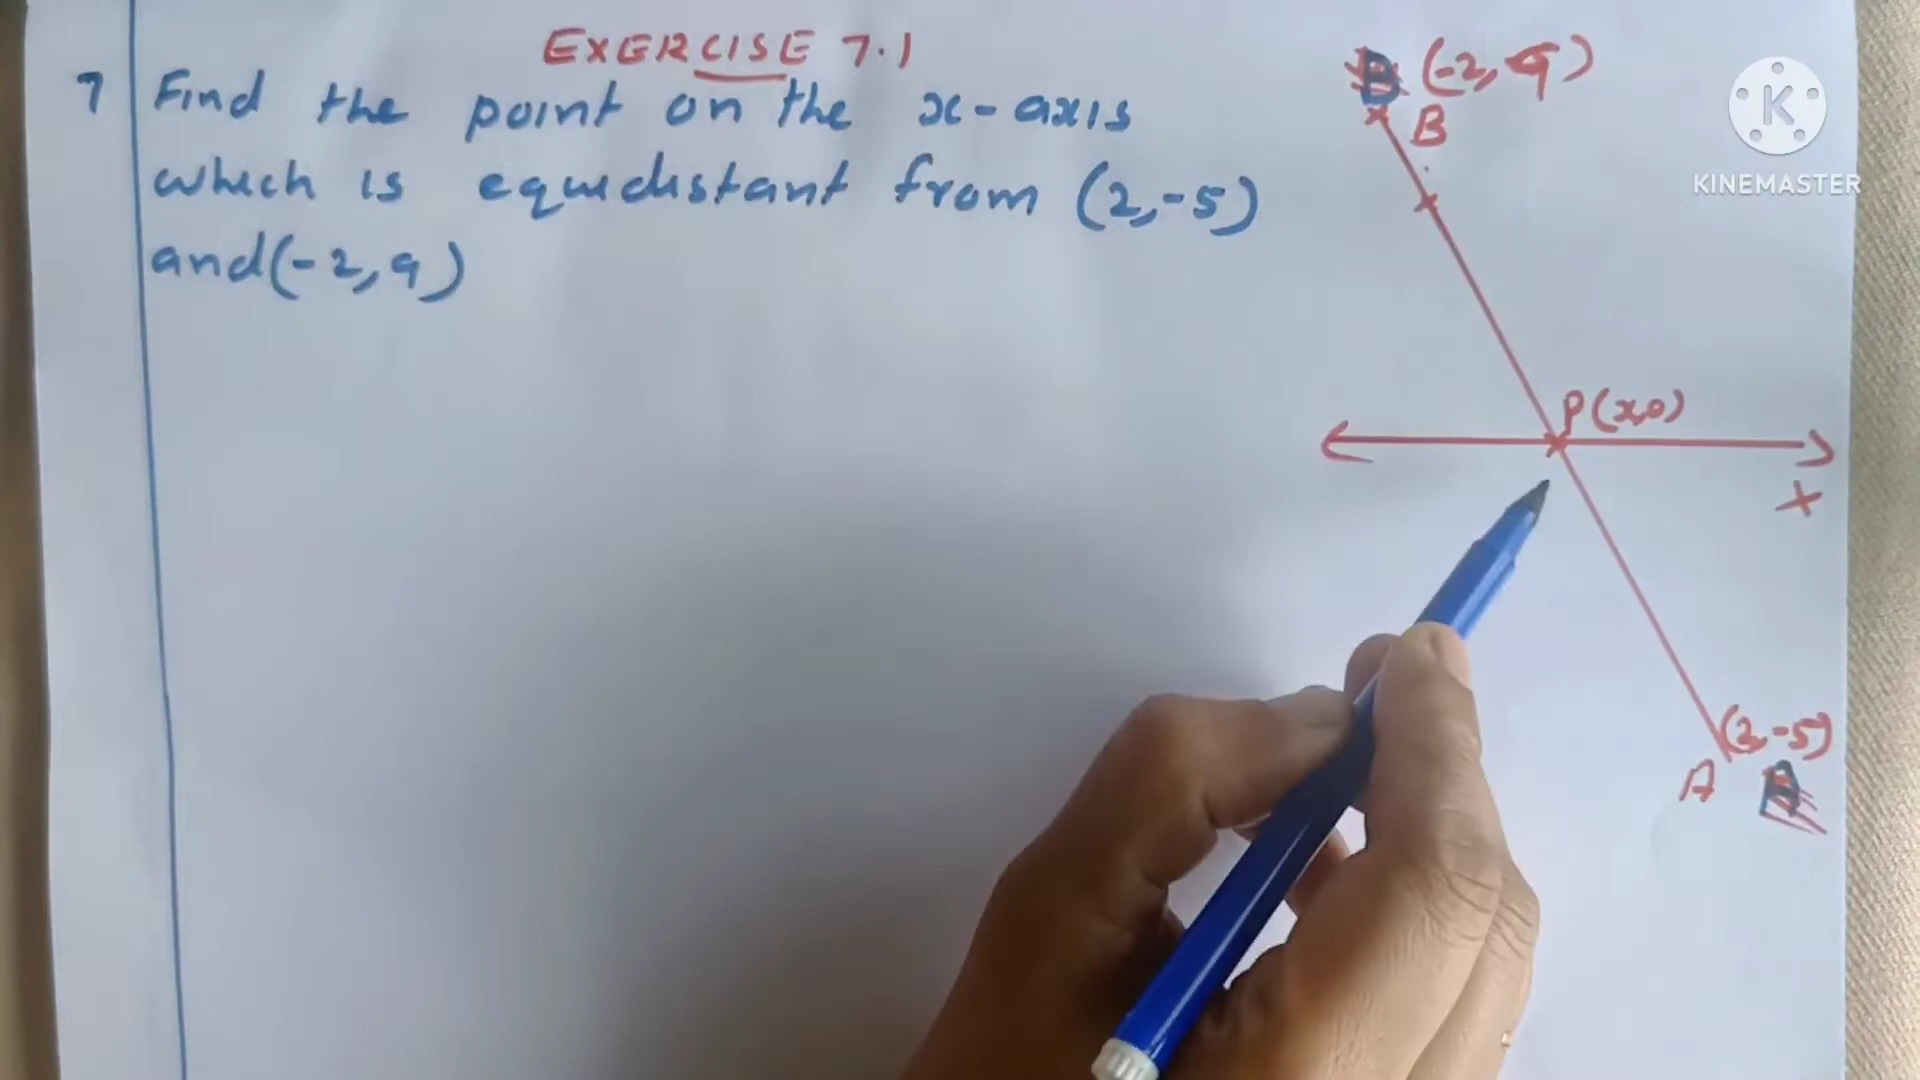 EXERCISE 7.1
7 Find the point on the x-axis
which is equidistant from (2,-5)
and (-2, 9)
B (-2, 9)
B
P(x,0)
X
(2,-5)
A A
K
KINEMASTER